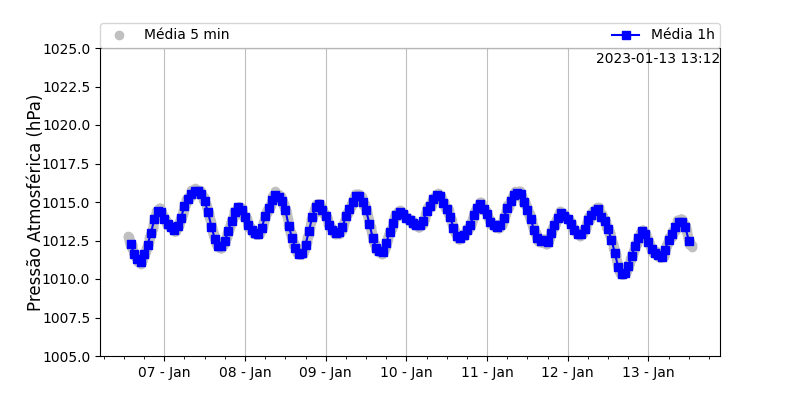 Média 5 min
Média 1h
2023-01-13 13:12
Pressão Atmosférica (hPa)
1025.0
1022.5
1020.0
1017.5
1015.0
1012.5
1010.0
1007.5
1005.0
07 - Jan
08 - Jan
09 - Jan
10 - Jan
11 - Jan
12 - Jan
13 - Jan